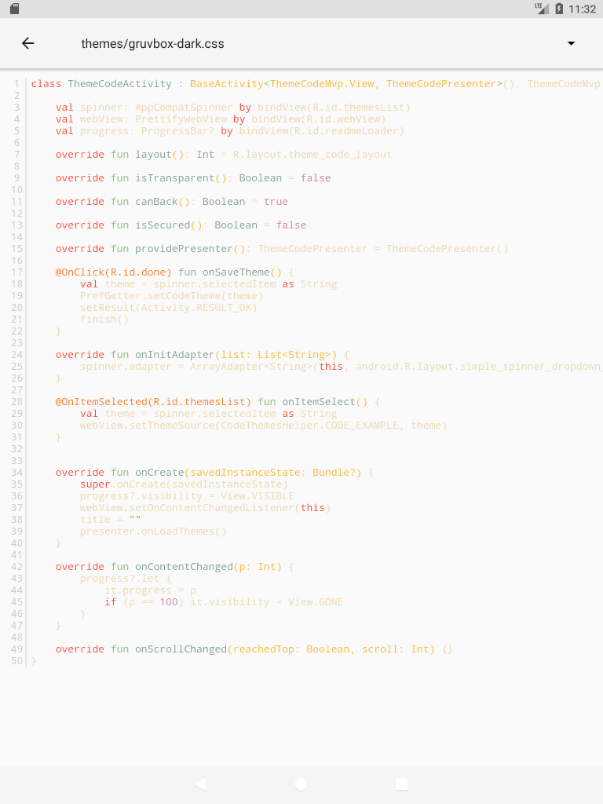 LTE 11:32
themes/gruvbox-dark.css
1 class ThemeCodeActivity : BaseActivity<ThemeCodeMvp.View, ThemeCodePresenter>(), ThemeCodeMvp
2
3 val spinner: AppCompatSpinner by bindView(R.id.themesList)
4 val webView: PrettifyWebView by bindView(R.id.webView)
5 val progress: ProgressBar? by bindView(R.id.readmeLoader)
6
7 override fun layout(): Int = R.layout.theme_code_layout
8
9 override fun isTransparent(): Boolean = false
10
11 override fun canBack(): Boolean = true
12
13 override fun isSecured(): Boolean = false
14
15 override fun providePresenter(): ThemeCodePresenter = ThemeCodePresenter()
16
17 @OnClick(R.id.done) fun onSaveTheme() {
18 val theme = spinner.selectedItem as String
19 PrefGetter.setCodeTheme(theme)
20 setResult(Activity.RESULT_OK)
21 finish()
22 }
23
24 override fun onInitAdapter(list: List<String>) {
25 spinner.adapter = ArrayAdapter<String>(this, android.R.layout.simple_spinner_dropdown_
26 }
27
28 @OnItemSelected(R.id.themesList) fun onItemSelect() {
29 val theme = spinner.selectedItem as String
30 webView.setThemeSource(CodeThemesHelper.CODE_EXAMPLE, theme)
31 }
32
33
34 override fun onCreate(savedInstanceState: Bundle?) {
35 super.onCreate(savedInstanceState)
36 progress?.visibility = View.VISIBLE
37 webView.setOnContentChangedListener(this)
38 title = ""
39 presenter.onLoadThemes()
40 }
41
42 override fun onContentChanged(p: Int) {
43 progress?.let {
44 it.progress = p
45 if (p == 100) it.visibility = View.GONE
46 }
47 }
48
49 override fun onScrollChanged(reachedTop: Boolean, scroll: Int) {}
50 }